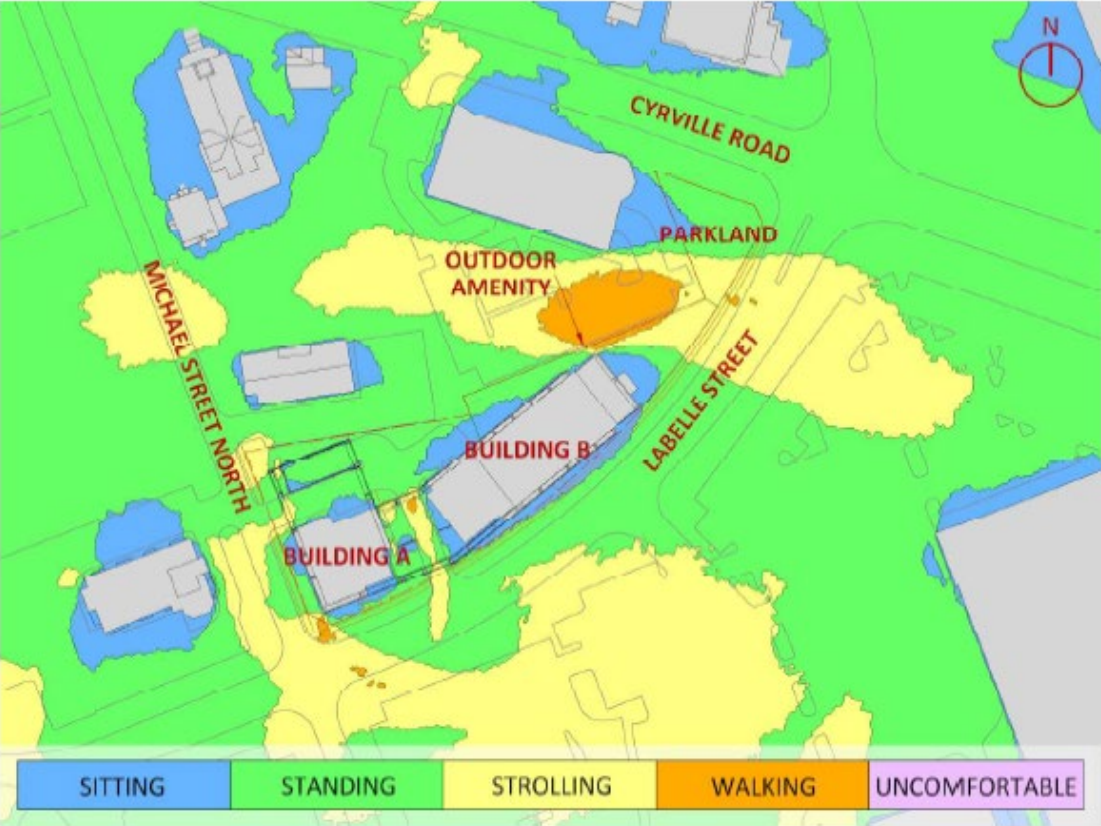 N
CYRVILLE ROAD
PARKLAND
OUTDOOR
AMENITY
MICHAEL STREET NORTH
LABELLE STREET
BUILDING B
BUILDING A
SITTING
STANDING
STROLLING
WALKING
UNCOMFORTABLE